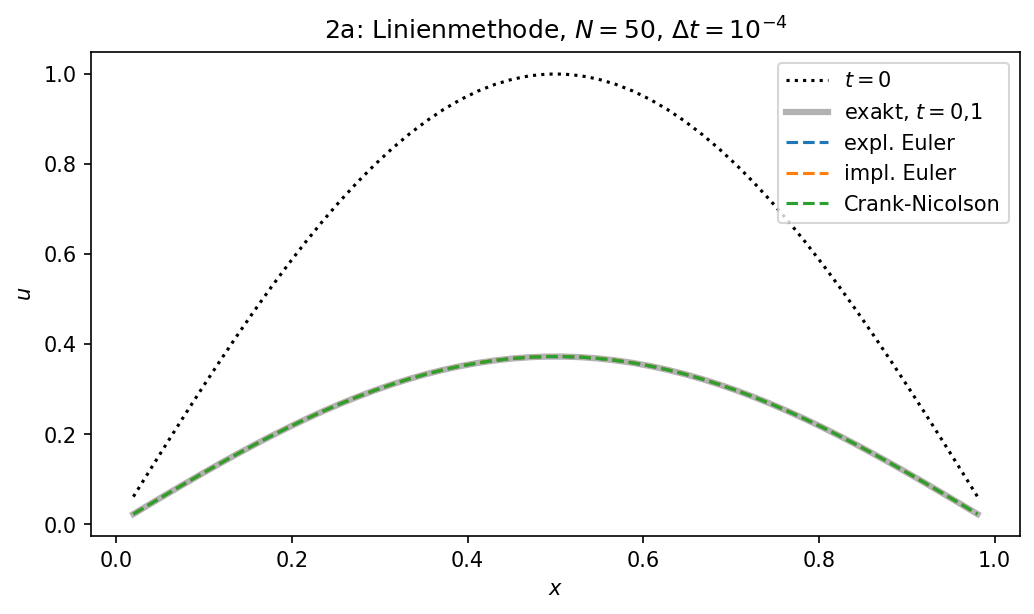 2a: Linienmethode, $N = 50$, $\Delta t = 10^{-4}$
1.0
0.8
0.6
0.4
0.2
0.0
u
0.0 0.2 0.4 0.6 0.8 1.0
x
t = 0
exakt, t = 0,1
expl. Euler
impl. Euler
Crank-Nicolson